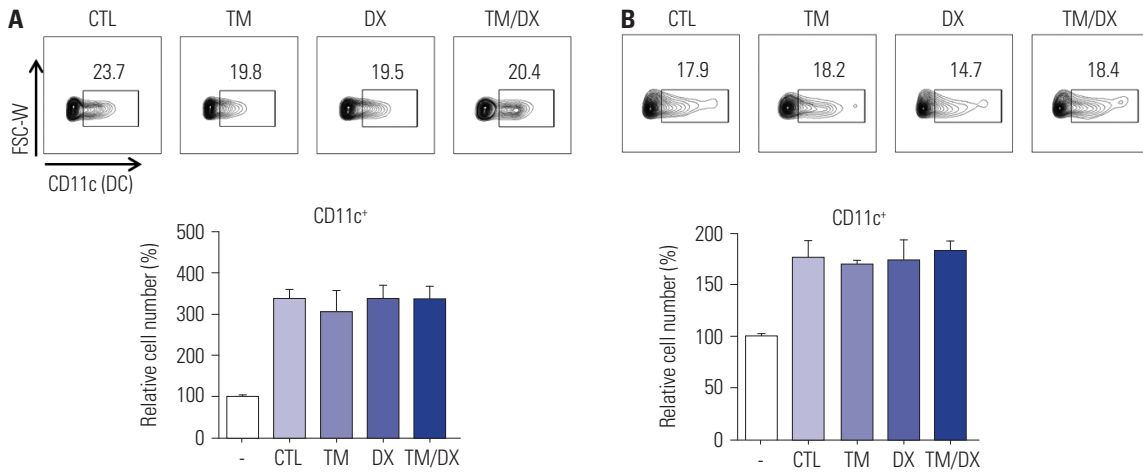 A
CTL TM DX TM/DX
23.7 19.8 19.5 20.4
FSC-W
CD11c (DC)
CD11c⁺
Relative cell number (%)
500
400
300
200
100
0
- CTL TM DX TM/DX
B
CTL TM DX TM/DX
17.9 18.2 14.7 18.4
CD11c⁺
Relative cell number (%)
200
150
100
50
0
- CTL TM DX TM/DX